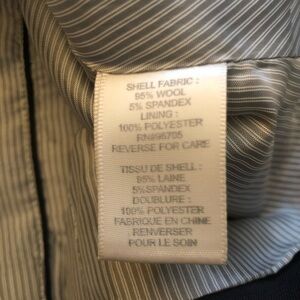 SHELL FABRIC :
95% WOOL
5% SPANDEX
LINING :
100% POLYESTER
RN#96705
REVERSE FOR CARE
TISSU DE SHELL :
95% LAINE
5%SPANDEX
DOUBLURE :
100% POLYESTER
FABRIQUE EN CHINE
RENVERSER
POUR LE SOIN